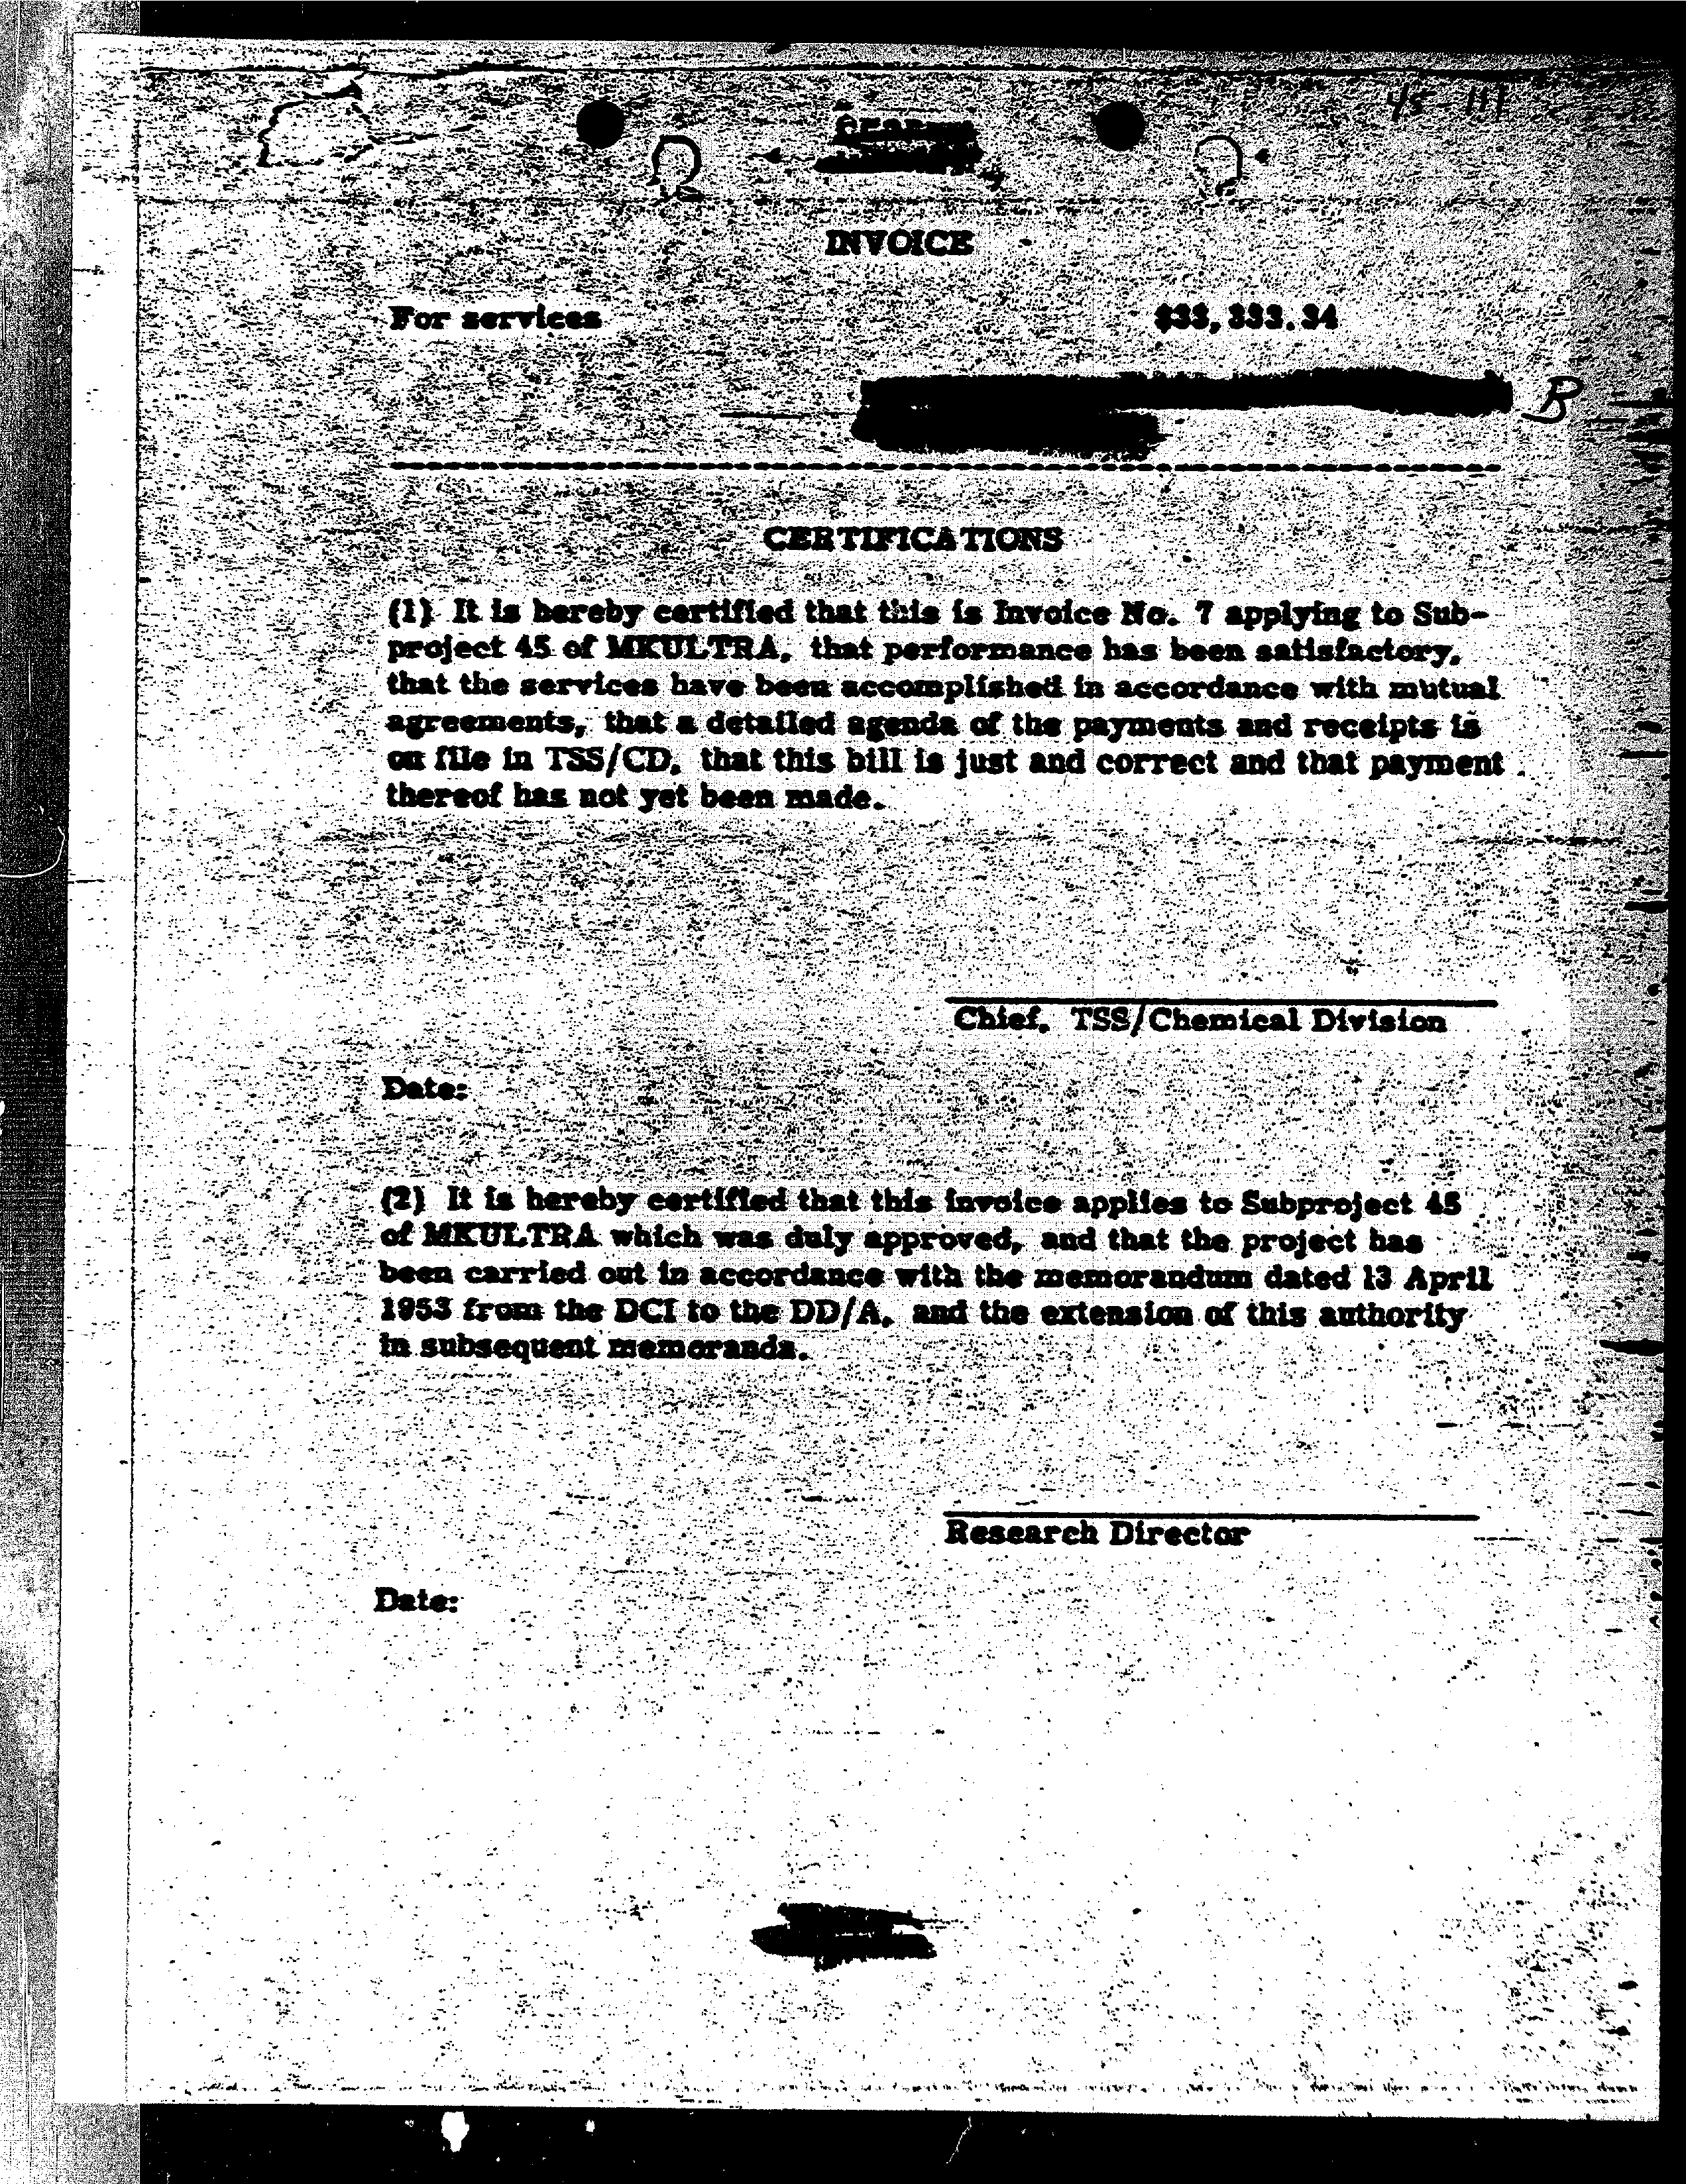 45-111
INVOICE
For services $33,333.34
B
CERTIFICATIONS
(1) It is hereby certified that this is Invoice No. 7 applying to Sub-
project 45 of MKULTRA, that performance has been satisfactory,
that the services have been accomplished in accordance with mutual
agreements, that a detailed agenda of the payments and receipts is
on file in TSS/CD, that this bill is just and correct and that payment
thereof has not yet been made.
Chief, TSS/Chemical Division
Date:
(2) It is hereby certified that this invoice applies to Subproject 45
of MKULTRA which was duly approved, and that the project has
been carried out in accordance with the memorandum dated 13 April
1953 from the DCI to the DD/A, and the extension of this authority
in subsequent memoranda.
Research Director
Date: